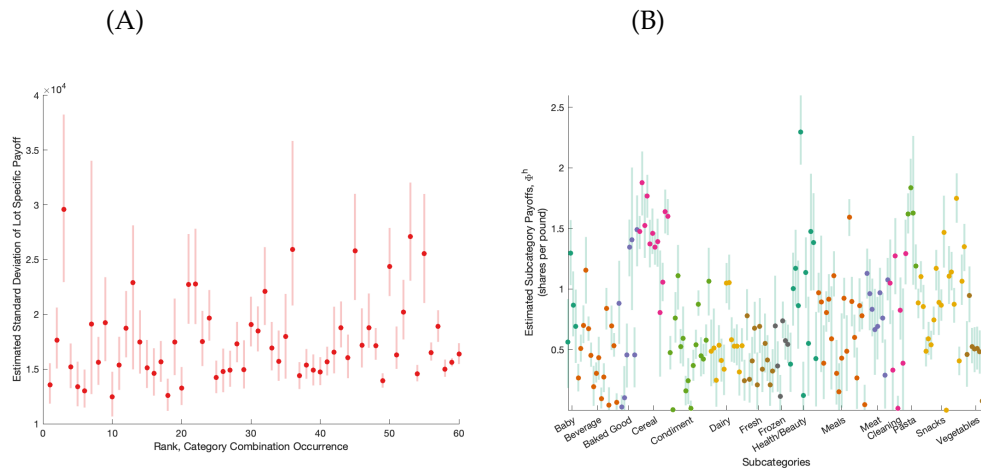 (A)
(B)
×10⁴
4
3.5
3
2.5
2
1.5
1
0
10
20
30
40
50
60
Estimated Standard Deviation of Lot Specific Payoff
Rank, Category Combination Occurrence
2.5
2
1.5
1
0.5
Estimated Subcategory Payoffs, Φʰ
(shares per pound)
Baby
Beverage
Baked Good
Cereal
Condiment
Dairy
Fresh
Frozen
Health/Beauty
Meals
Meat
Cleaning
Pasta
Snacks
Vegetables
Subcategories